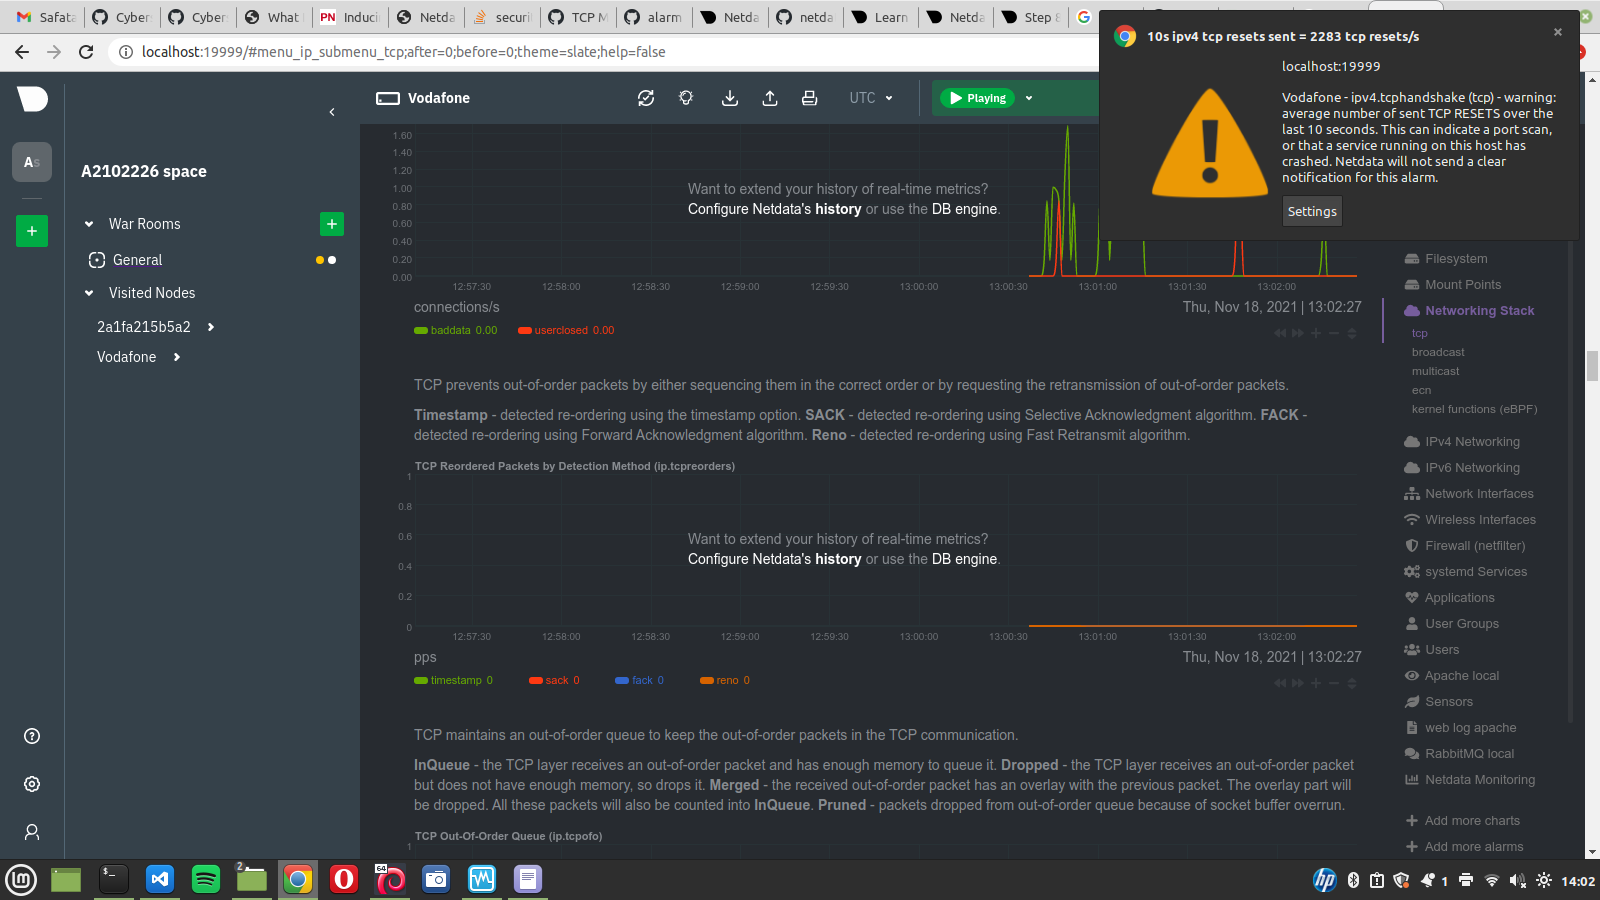 Safata
Cybers
Cybers
What I
PN Induci
Netda
securi
TCP M
alarm
Netda
netda
Learn
Netda
Step 8
localhost:19999/#menu_ip_submenu_tcp;after=0;before=0;theme=slate;help=false
10s ipv4 tcp resets sent = 2283 tcp resets/s
localhost:19999
Vodafone - ipv4.tcphandshake (tcp) - warning:
average number of sent TCP RESETS over the
last 10 seconds. This can indicate a port scan,
or that a service running on this host has
crashed. Netdata will not send a clear
notification for this alarm.
Settings
As
A2102226 space
War Rooms
General
Visited Nodes
2a1fa215b5a2
Vodafone
Vodafone
UTC
Playing
1.60
1.40
1.20
1.00
0.80
0.60
0.40
0.20
0.00
Want to extend your history of real-time metrics?
Configure Netdata's history or use the DB engine.
12:57:30 12:58:00 12:58:30 12:59:00 12:59:30 13:00:00 13:00:30 13:01:00 13:01:30 13:02:00
connections/s
Thu, Nov 18, 2021 | 13:02:27
baddata 0.00 userclosed 0.00
TCP prevents out-of-order packets by either sequencing them in the correct order or by requesting the retransmission of out-of-order packets.
Timestamp - detected re-ordering using the timestamp option. SACK - detected re-ordering using Selective Acknowledgment algorithm. FACK -
detected re-ordering using Forward Acknowledgment algorithm. Reno - detected re-ordering using Fast Retransmit algorithm.
TCP Reordered Packets by Detection Method (ip.tcpreorders)
1
0.8
0.6
0.4
0.2
0
Want to extend your history of real-time metrics?
Configure Netdata's history or use the DB engine.
12:57:30 12:58:00 12:58:30 12:59:00 12:59:30 13:00:00 13:00:30 13:01:00 13:01:30 13:02:00
pps
Thu, Nov 18, 2021 | 13:02:27
timestamp 0 sack 0 fack 0 reno 0
TCP maintains an out-of-order queue to keep the out-of-order packets in the TCP communication.
InQueue - the TCP layer receives an out-of-order packet and has enough memory to queue it. Dropped - the TCP layer receives an out-of-order packet
but does not have enough memory, so drops it. Merged - the received out-of-order packet has an overlay with the previous packet. The overlay part will
be dropped. All these packets will also be counted into InQueue. Pruned - packets dropped from out-of-order queue because of socket buffer overrun.
TCP Out-Of-Order Queue (ip.tcpofo)
1
Filesystem
Mount Points
Networking Stack
tcp
broadcast
multicast
ecn
kernel functions (eBPF)
IPv4 Networking
IPv6 Networking
Network Interfaces
Wireless Interfaces
Firewall (netfilter)
systemd Services
Applications
User Groups
Users
Apache local
Sensors
web log apache
RabbitMQ local
Netdata Monitoring
Add more charts
Add more alarms
2
64
hp
1
14:02